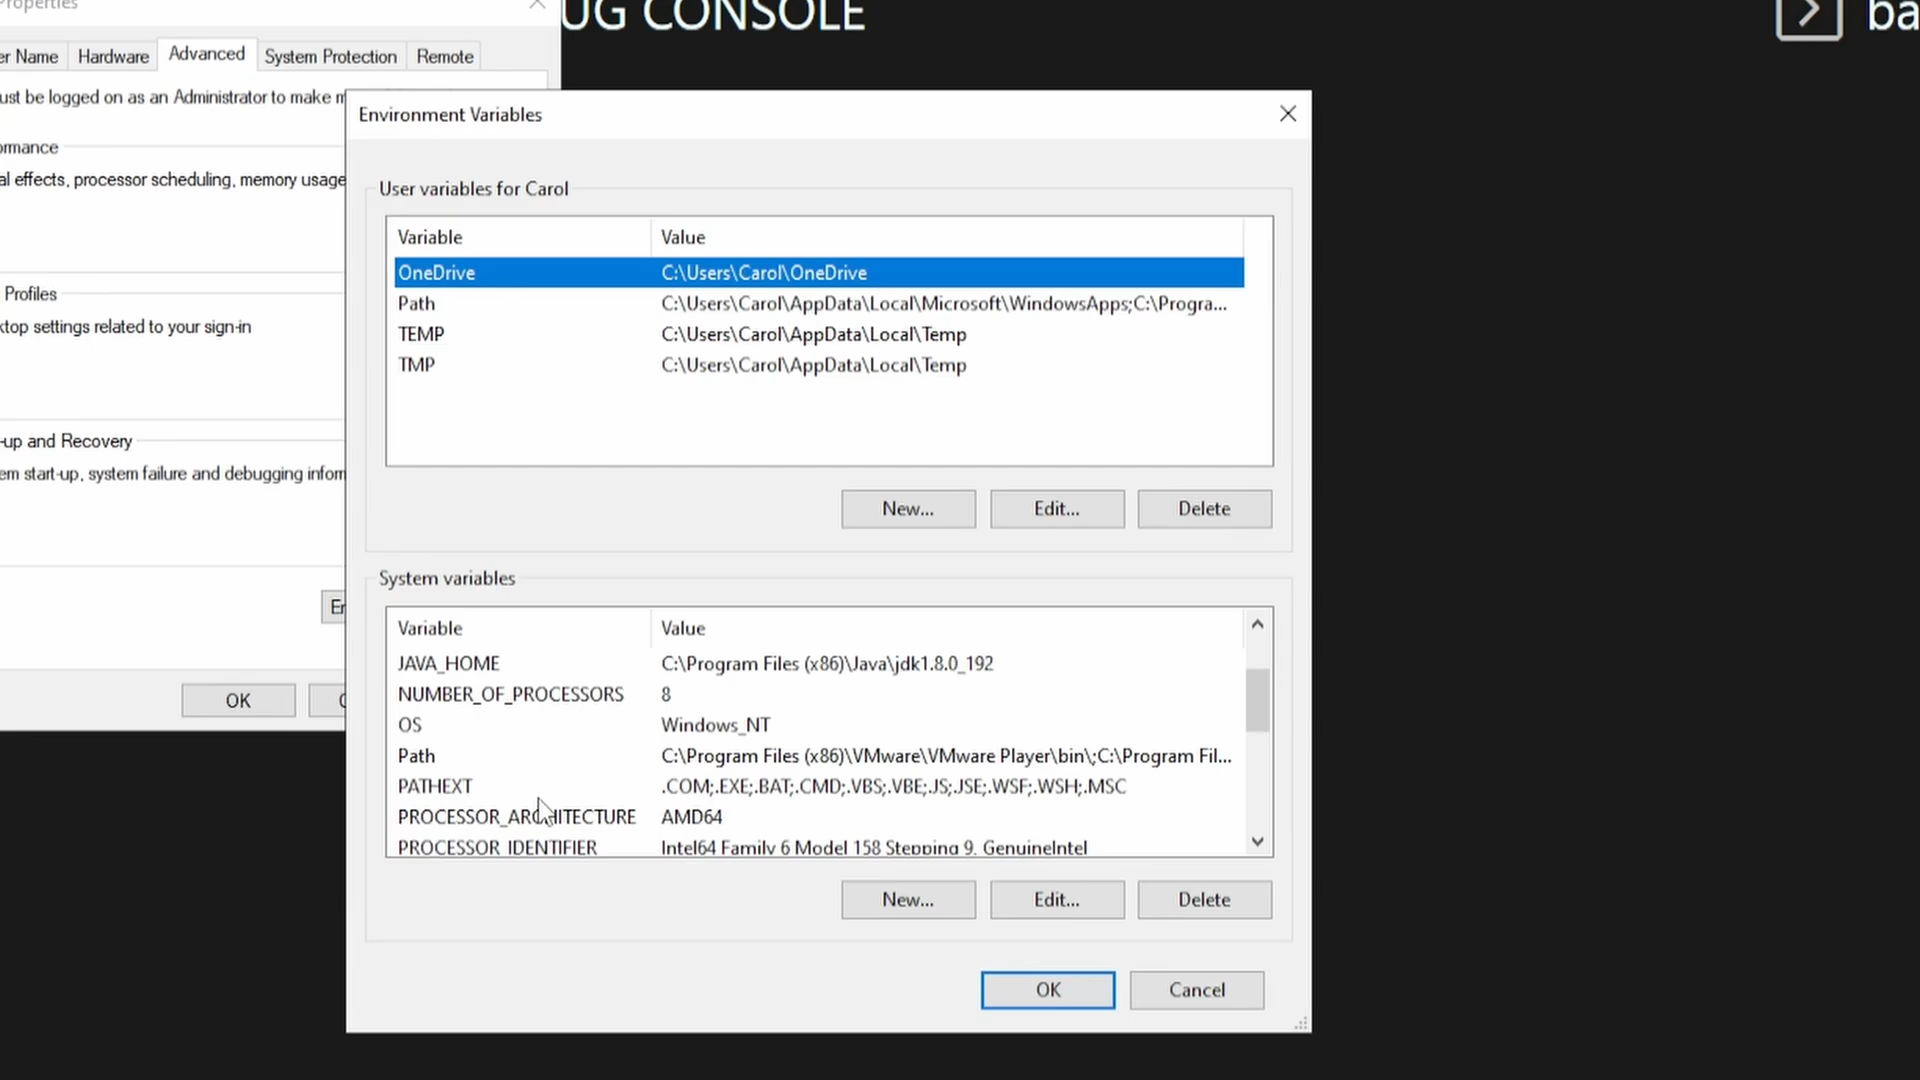 Properties
UG CONSOLE
ba
er Name Hardware Advanced System Protection Remote
ust be logged on as an Administrator to make m
ormance
al effects, processor scheduling, memory usage
Profiles
ktop settings related to your sign-in
-up and Recovery
em start-up, system failure and debugging inform
En
OK
Environment Variables
User variables for Carol
Variable Value
OneDrive C:\Users\Carol\OneDrive
Path C:\Users\Carol\AppData\Local\Microsoft\WindowsApps;C:\Progra...
TEMP C:\Users\Carol\AppData\Local\Temp
TMP C:\Users\Carol\AppData\Local\Temp
New... Edit... Delete
System variables
Variable Value
JAVA_HOME C:\Program Files (x86)\Java\jdk1.8.0_192
NUMBER_OF_PROCESSORS 8
OS Windows_NT
Path C:\Program Files (x86)\VMware\VMware Player\bin\;C:\Program Fil...
PATHEXT .COM;.EXE;.BAT;.CMD;.VBS;.VBE;.JS;.JSE;.WSF;.WSH;.MSC
PROCESSOR_ARCHITECTURE AMD64
PROCESSOR_IDENTIFIER Intel64 Family 6 Model 158 Stepping 9, GenuineIntel
New... Edit... Delete
OK Cancel